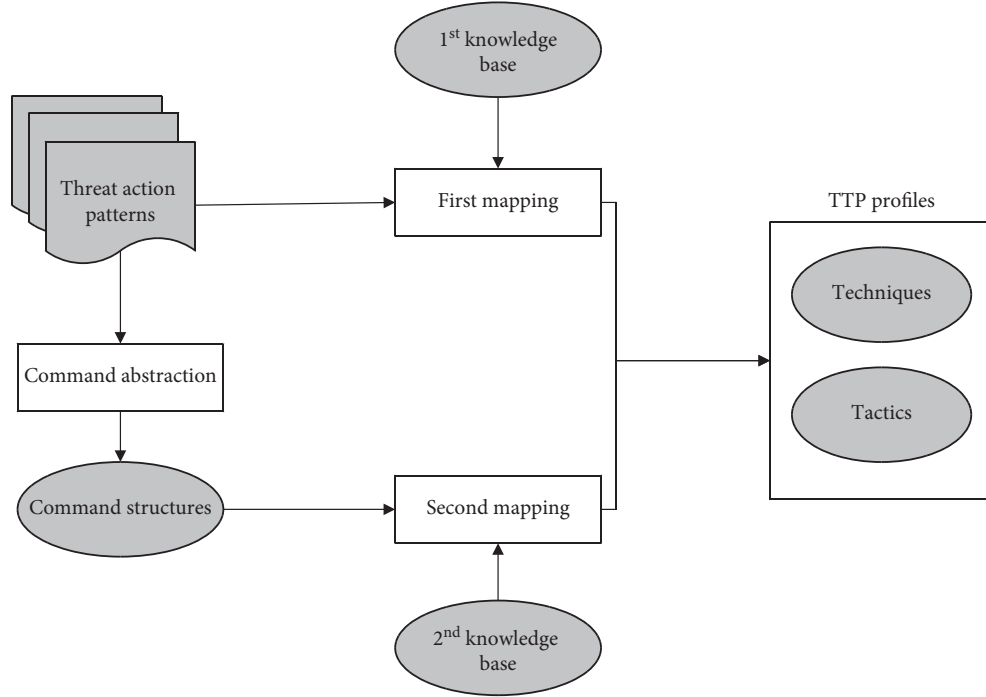 1st knowledge
base
Threat action
patterns
First mapping
TTP profiles
Techniques
Command abstraction
Tactics
Command structures
Second mapping
2nd knowledge
base